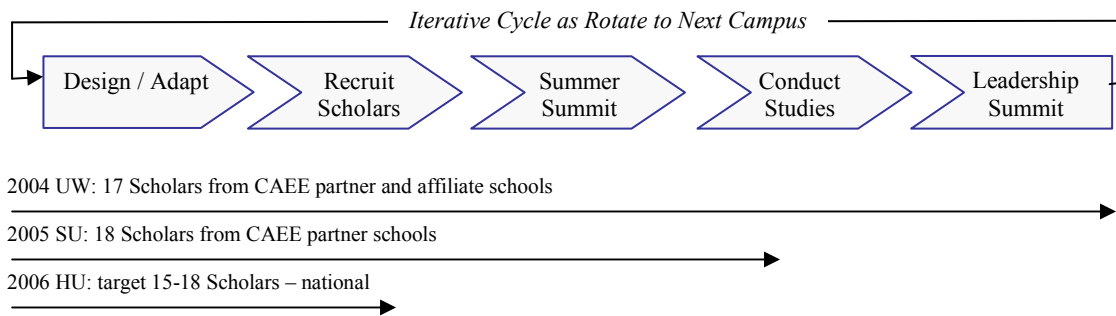 Iterative Cycle as Rotate to Next Campus
Design / Adapt
Recruit
Scholars
Summer
Summit
Conduct
Studies
Leadership
Summit
2004 UW: 17 Scholars from CAEE partner and affiliate schools
2005 SU: 18 Scholars from CAEE partner schools
2006 HU: target 15-18 Scholars – national